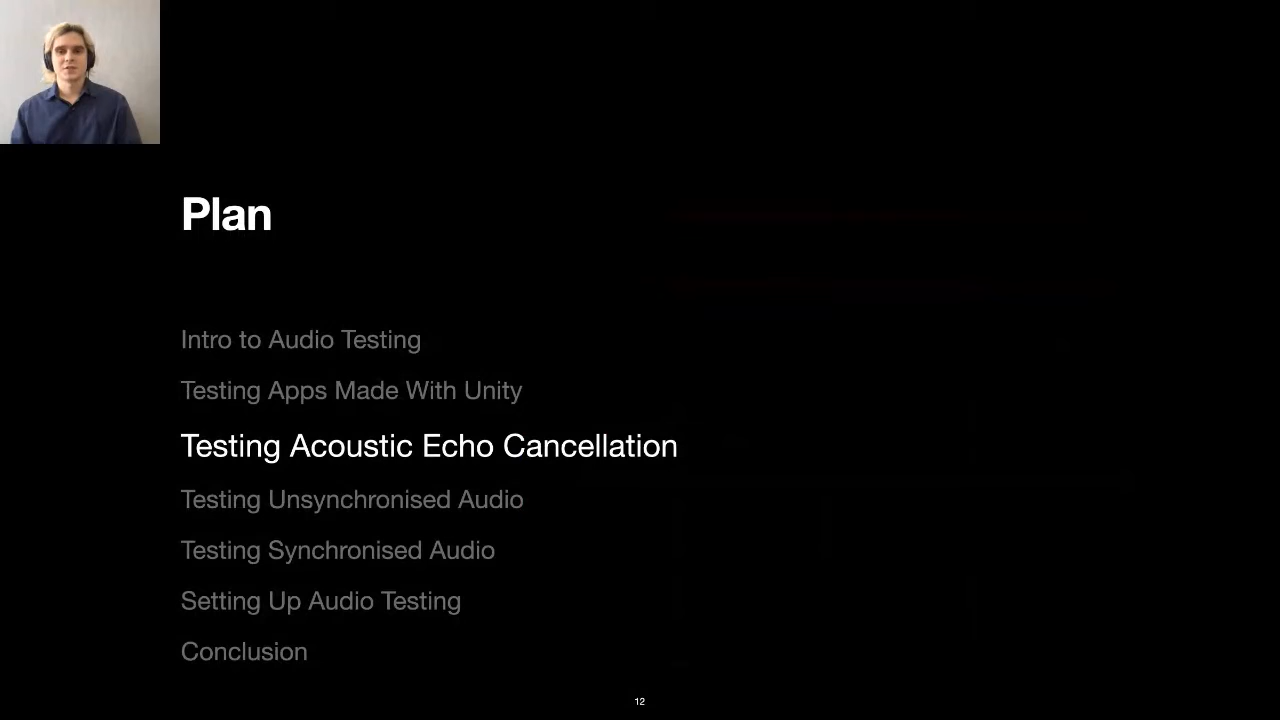 Plan
Intro to Audio Testing
Testing Apps Made With Unity
Testing Acoustic Echo Cancellation
Testing Unsynchronised Audio
Testing Synchronised Audio
Setting Up Audio Testing
Conclusion
12